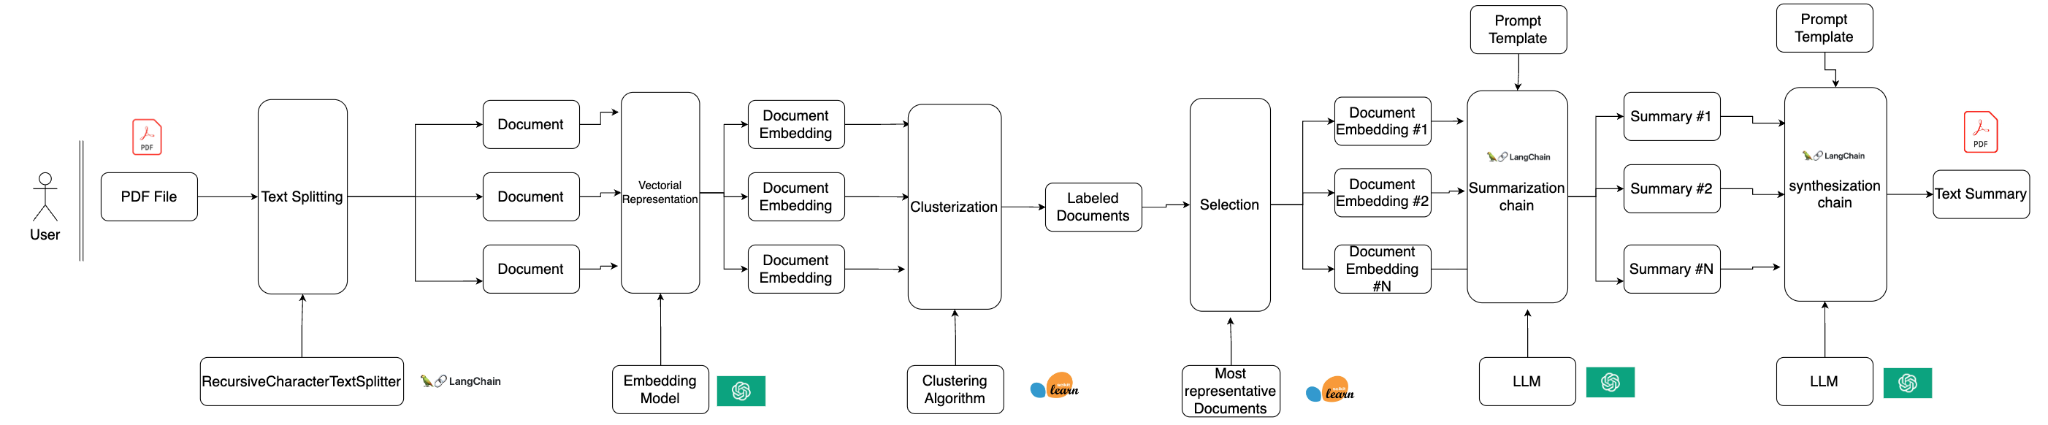 User
PDF
PDF File
Text Splitting
RecursiveCharacterTextSplitter
LangChain
Document
Document
Document
Vectorial
Representation
Embedding
Model
Document
Embedding
Document
Embedding
Document
Embedding
Clusterization
Clustering
Algorithm
learn
Labeled
Documents
Selection
Most
representative
Documents
learn
Document
Embedding #1
Document
Embedding #2
Document
Embedding
#N
Prompt
Template
LangChain
Summarization
chain
LLM
Summary #1
Summary #2
Summary #N
Prompt
Template
LangChain
synthesization
chain
LLM
PDF
Text Summary